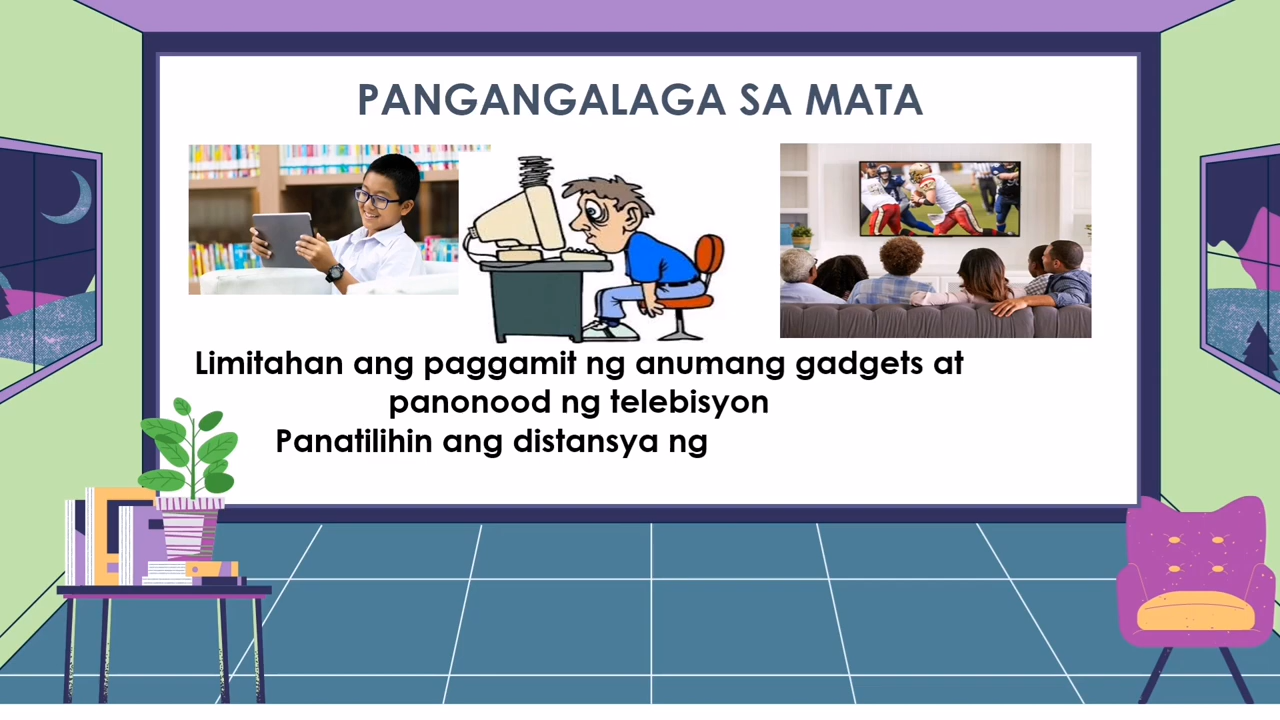 PANGANGALAGA SA MATA
Limitahan ang paggamit ng anumang gadgets at
panonood ng telebisyon
Panatilihin ang distansya ng